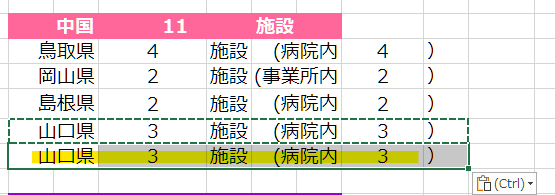 中国 11 施設
鳥取県 4 施設 (病院内 4 )
岡山県 2 施設 (事業所内 2 )
島根県 2 施設 (病院内 2 )
山口県 3 施設 (病院内 3 )
山口県 3 施設 (病院内 3 )
(Ctrl)